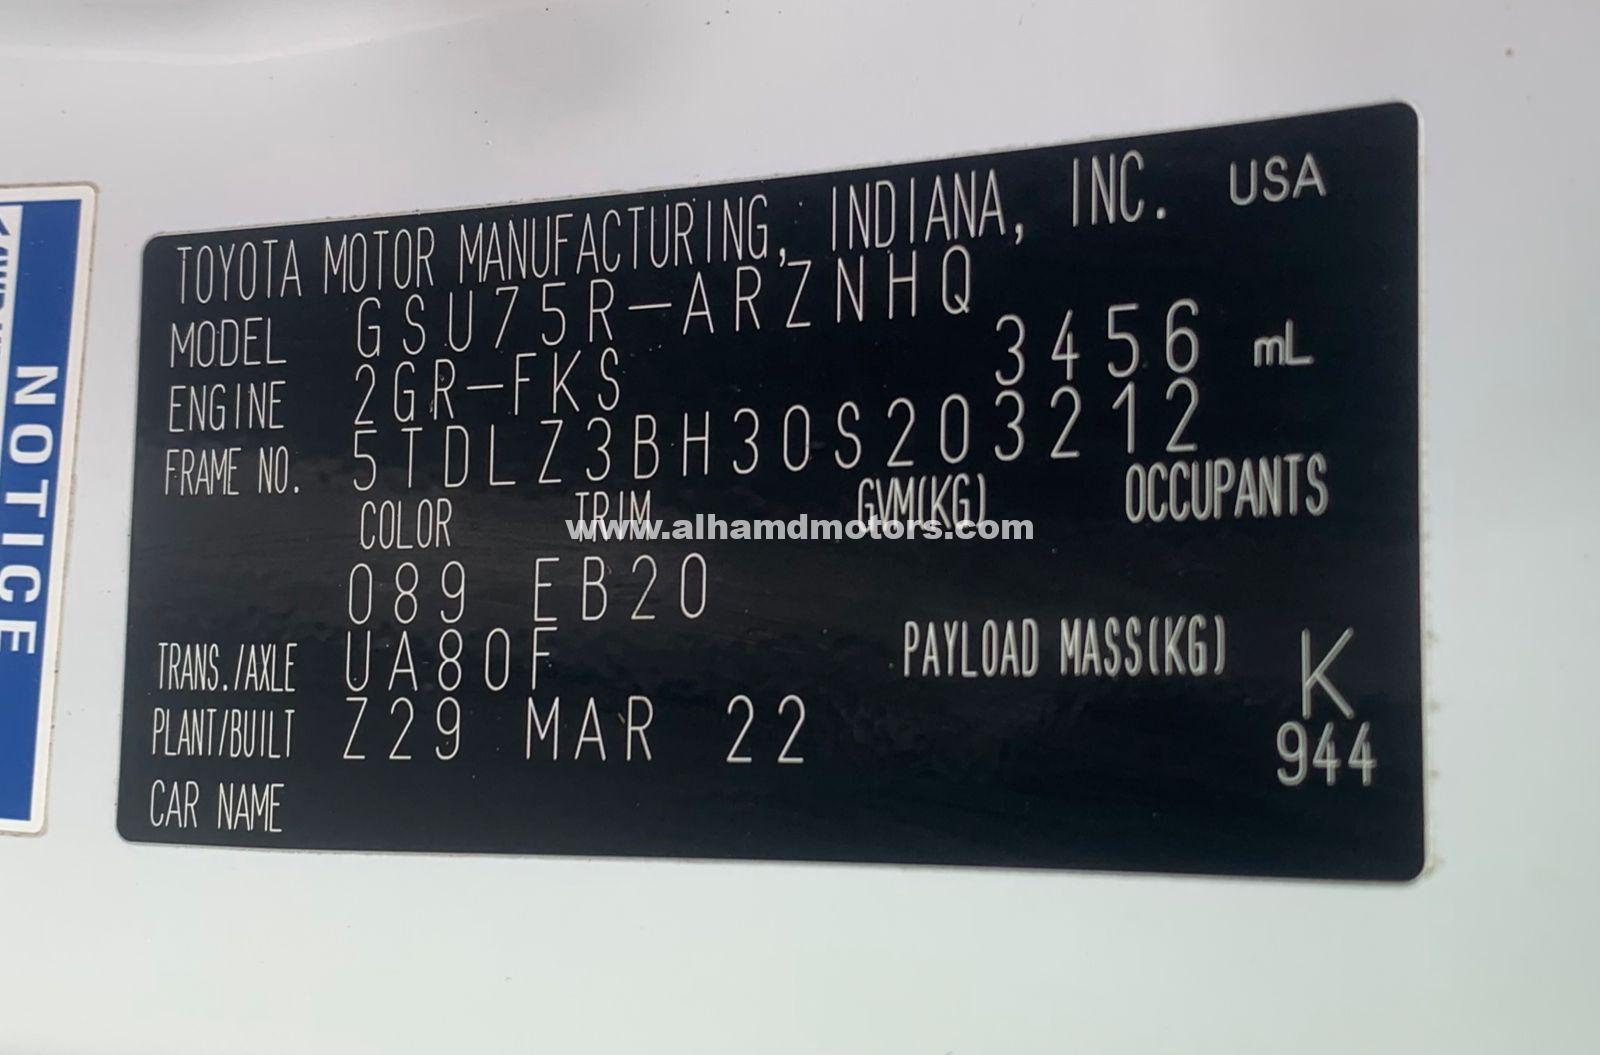 TOYOTA MOTOR MANUFACTURING, INDIANA, INC. USA
MODEL GSU75R-ARZNHQ
ENGINE 2GR-FKS 3456 mL
FRAME NO. 5TDLZ3BH30S203212
COLOR TRIM GVM(KG) OCCUPANTS
www.alhamdmotors.com
089 EB20
TRANS./AXLE UA80F PAYLOAD MASS(KG) K
PLANT/BUILT Z29 MAR 22 944
CAR NAME
NOTICE